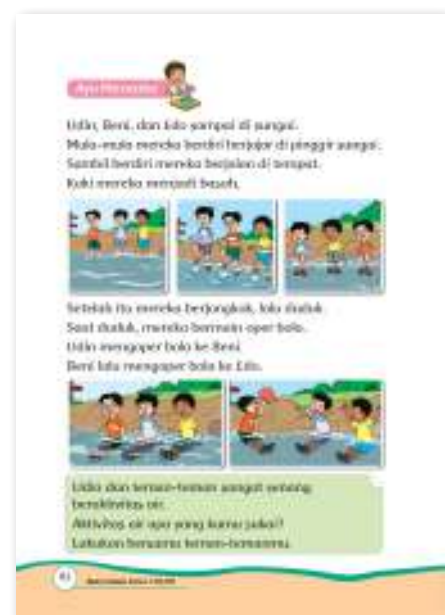 Ayo Membaca
Udin, Beni, dan Edo sampai di sungai.
Mula-mula mereka berdiri berjajar di pinggir sungai.
Sambil berdiri mereka berjalan di tempat.
Kaki mereka menjadi basah.
Setelah itu mereka berjongkok, lalu duduk.
Saat duduk, mereka bermain oper bola.
Udin mengoper bola ke Beni.
Beni lalu mengoper bola ke Edo.
Udin dan teman-teman sangat senang
beraktivitas air.
Aktivitas air apa yang kamu sukai?
Lakukan bersama teman-temanmu.